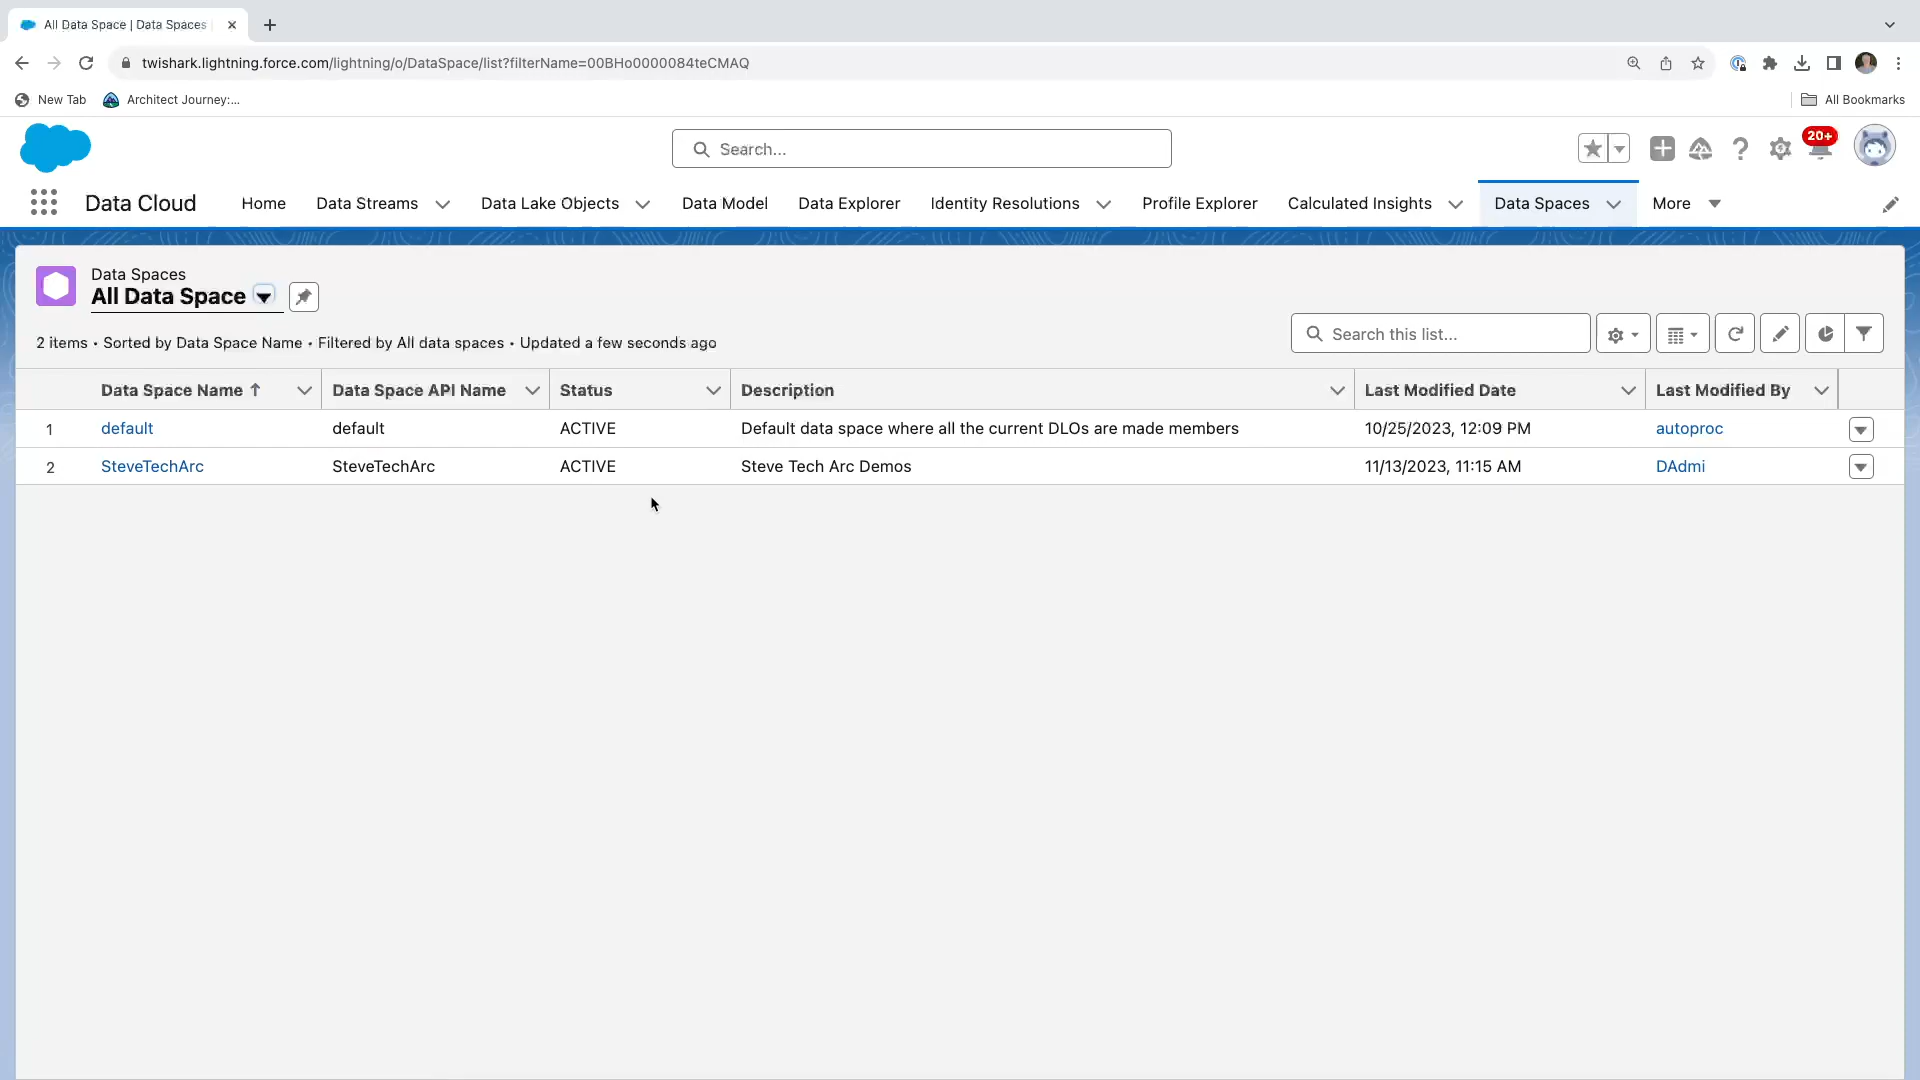 All Data Space | Data Spaces
twishark.lightning.force.com/lightning/o/DataSpace/list?filterName=00BHo0000084teCMAQ
New Tab Architect Journey:... All Bookmarks
Search... 20+
Data Cloud Home Data Streams Data Lake Objects Data Model Data Explorer Identity Resolutions Profile Explorer Calculated Insights Data Spaces More
Data Spaces
All Data Space
2 items • Sorted by Data Space Name • Filtered by All data spaces • Updated a few seconds ago Search this list...
Data Space Name Data Space API Name Status Description Last Modified Date Last Modified By
1 default default ACTIVE Default data space where all the current DLOs are made members 10/25/2023, 12:09 PM autoproc
2 SteveTechArc SteveTechArc ACTIVE Steve Tech Arc Demos 11/13/2023, 11:15 AM DAdmi